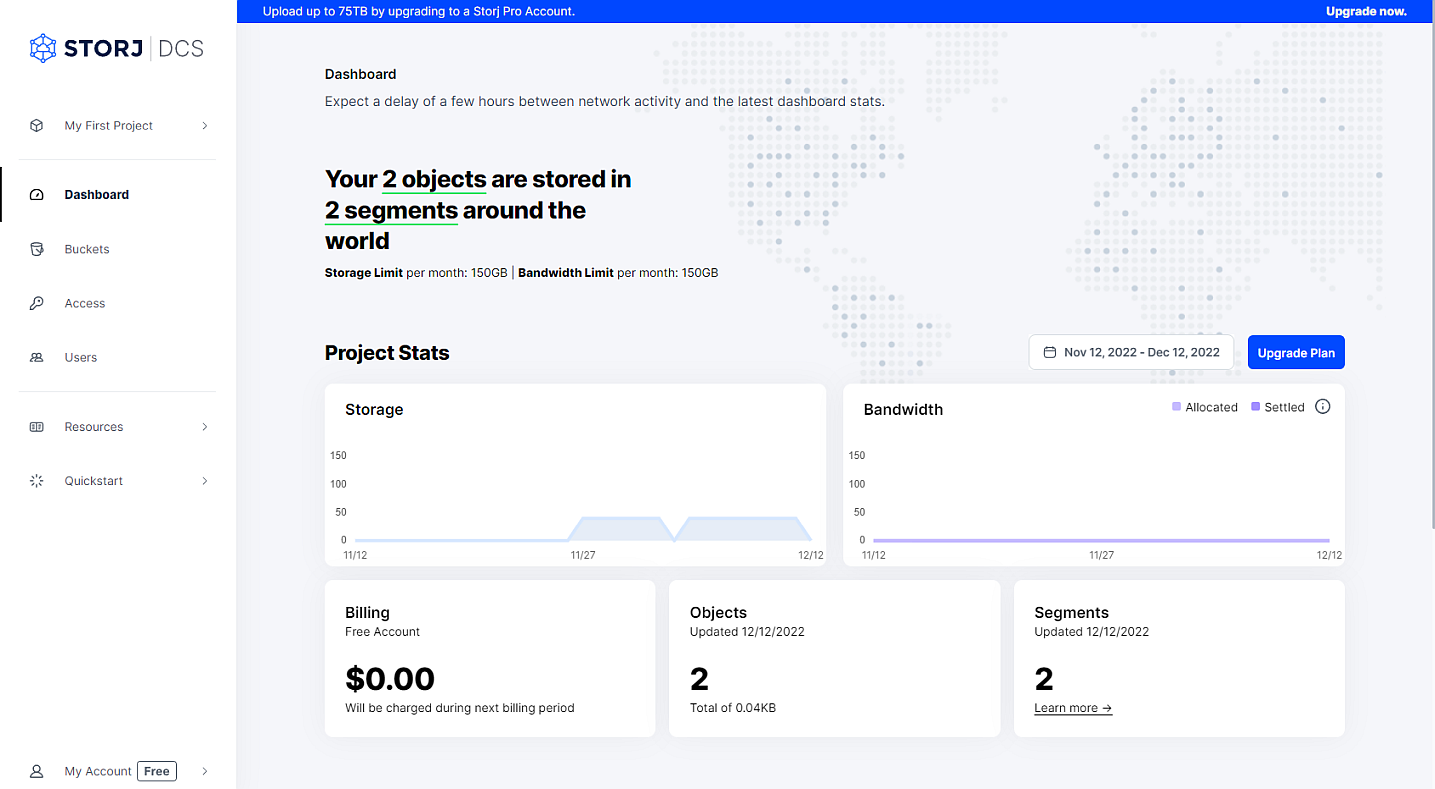 Upload up to 75TB by upgrading to a Storj Pro Account.
Upgrade now.
STORJ DCS
My First Project
Dashboard
Buckets
Access
Users
Resources
Quickstart
My Account Free
Dashboard
Expect a delay of a few hours between network activity and the latest dashboard stats.
Your 2 objects are stored in
2 segments around the
world
Storage Limit per month: 150GB | Bandwidth Limit per month: 150GB
Project Stats
Nov 12, 2022 - Dec 12, 2022
Upgrade Plan
Storage
150
100
50
0
11/12 11/27 12/12
Bandwidth
Allocated Settled
150
100
50
0
11/12 11/27 12/12
Billing
Free Account
$0.00
Will be charged during next billing period
Objects
Updated 12/12/2022
2
Total of 0.04KB
Segments
Updated 12/12/2022
2
Learn more →